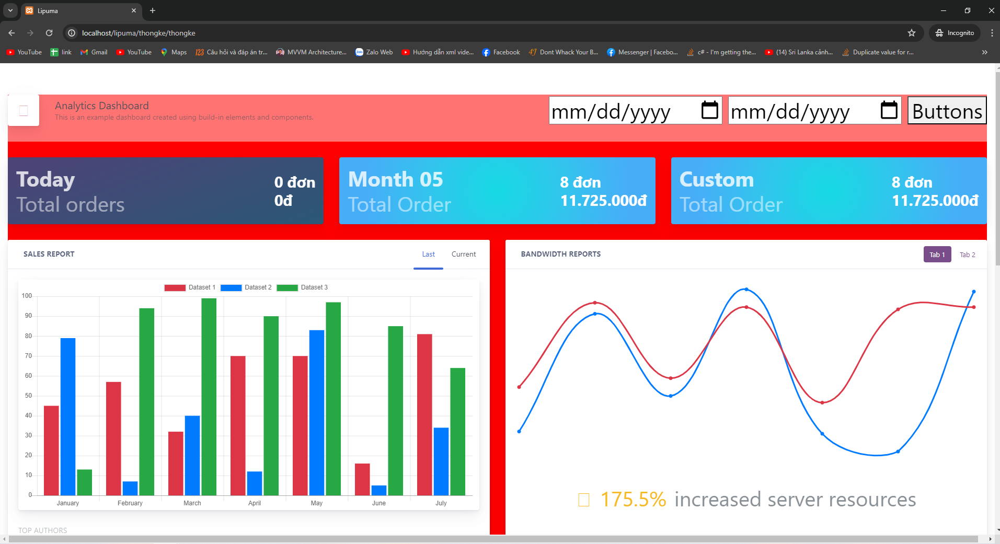 Lipuma
localhost/lipuma/thongke/thongke
Incognito
YouTube
link
Gmail
YouTube
Maps
123 Câu hỏi và đáp án tr...
MVVM Architecture...
Zalo Web
Hướng dẫn xml vide...
Facebook
Dont Whack Your B...
Messenger | Facebo...
c# - I'm getting the...
(14) Sri Lanka cảnh...
Duplicate value for r...
Analytics Dashboard
This is an example dashboard created using build-in elements and components.
mm/dd/yyyy
mm/dd/yyyy
Buttons
Today
Total orders
0 đơn
0đ
Month 05
Total Order
8 đơn
11.725.000đ
Custom
Total Order
8 đơn
11.725.000đ
SALES REPORT
Last
Current
Dataset 1
Dataset 2
Dataset 3
100
90
80
70
60
50
40
30
20
10
0
January
February
March
April
May
June
July
TOP AUTHORS
BANDWIDTH REPORTS
Tab 1
Tab 2
175.5% increased server resources